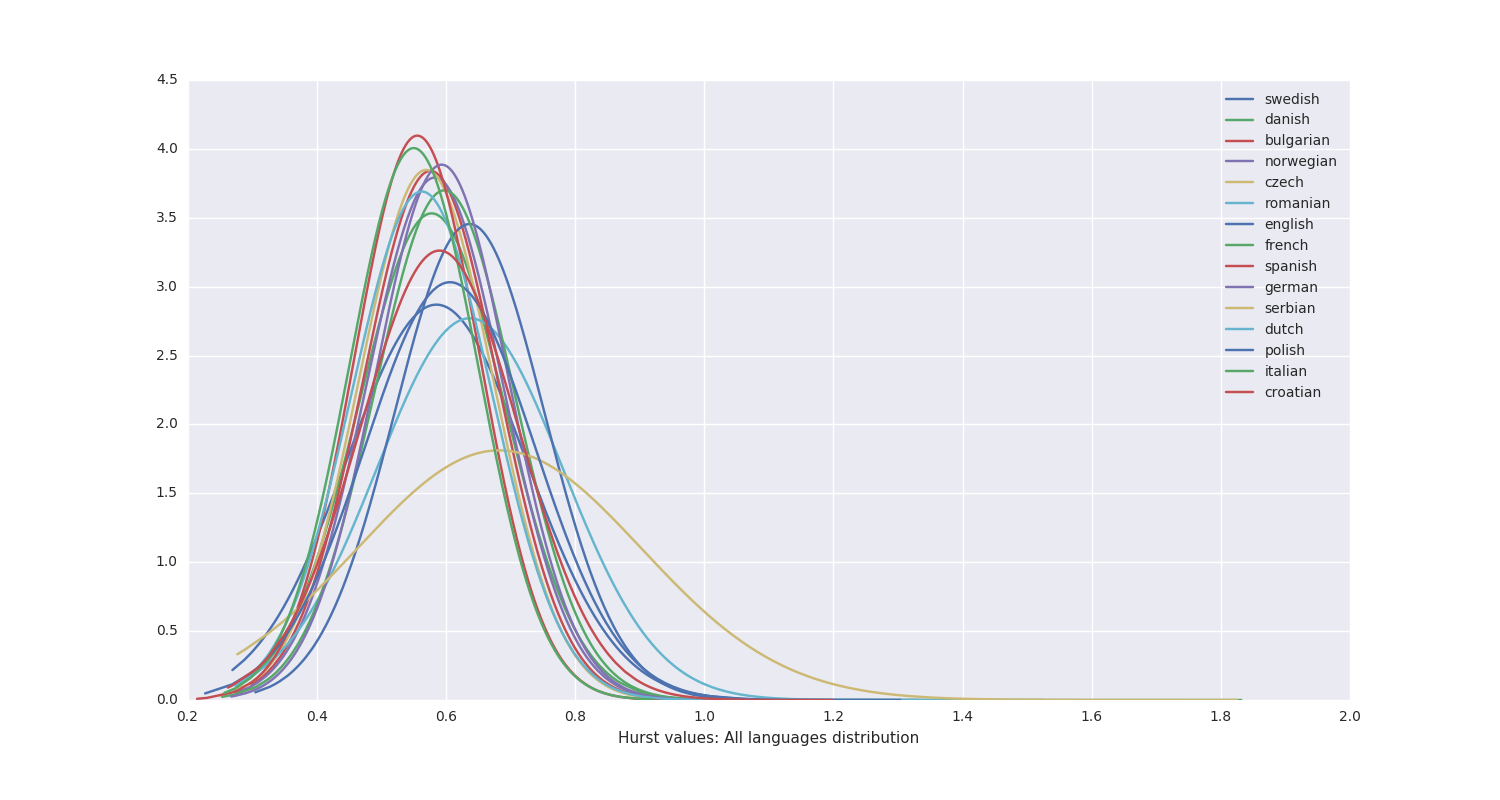 4.5
4.0
3.5
3.0
2.5
2.0
1.5
1.0
0.5
0.0
swedish
danish
bulgarian
norwegian
czech
romanian
english
french
spanish
german
serbian
dutch
polish
italian
croatian
0.2 0.4 0.6 0.8 1.0 1.2 1.4 1.6 1.8 2.0
Hurst values: All languages distribution